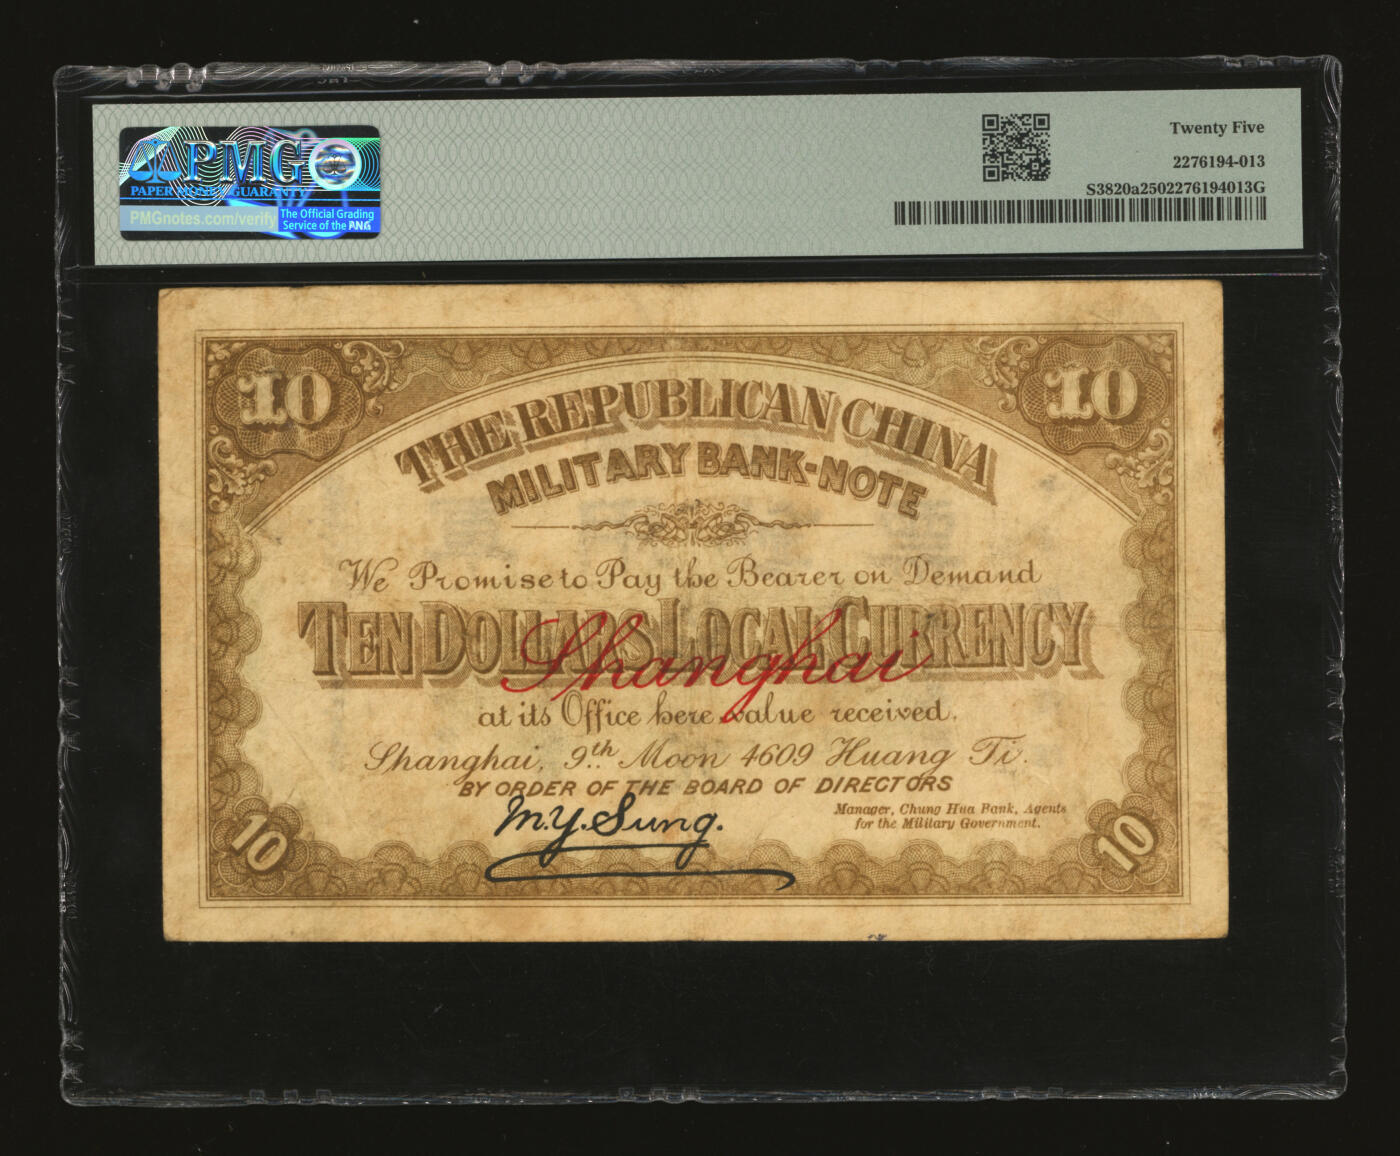 PMG
PAPER MONEY GUARANTY
PMGnotes.com/verify
The Official Grading
Service of the PNG
Twenty Five
2276194-013
S3820a2502276194013G
10
10
THE REPUBLICAN CHINA
MILITARY BANK-NOTE
We Promise to Pay the Bearer on Demand
TEN DOLLARS LOCAL CURRENCY
Shanghai
at its Office here value received.
Shanghai, 9th Moon 4609 Huang Ti.
BY ORDER OF THE BOARD OF DIRECTORS
M.Y. Sung.
Manager, Chung Hua Bank, Agents
for the Military Government.
10
10